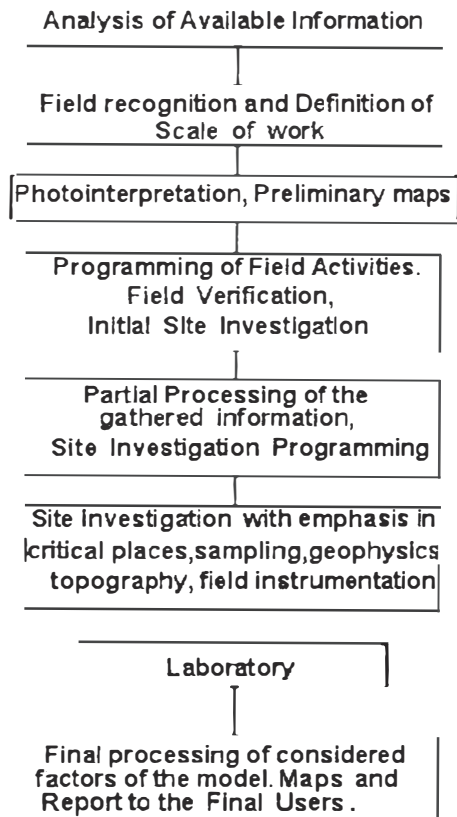 Analysis of Available Information
Field recognition and Definition of
Scale of work
Photointerpretation, Preliminary maps
Programming of Field Activities.
Field Verification,
Initial Site Investigation
Partial Processing of the
gathered information,
Site Investigation Programming
Site Investigation with emphasis in
critical places,sampling,geophysics
topography, field instrumentation
Laboratory
Final processing of considered
factors of the model. Maps and
Report to the Final Users.